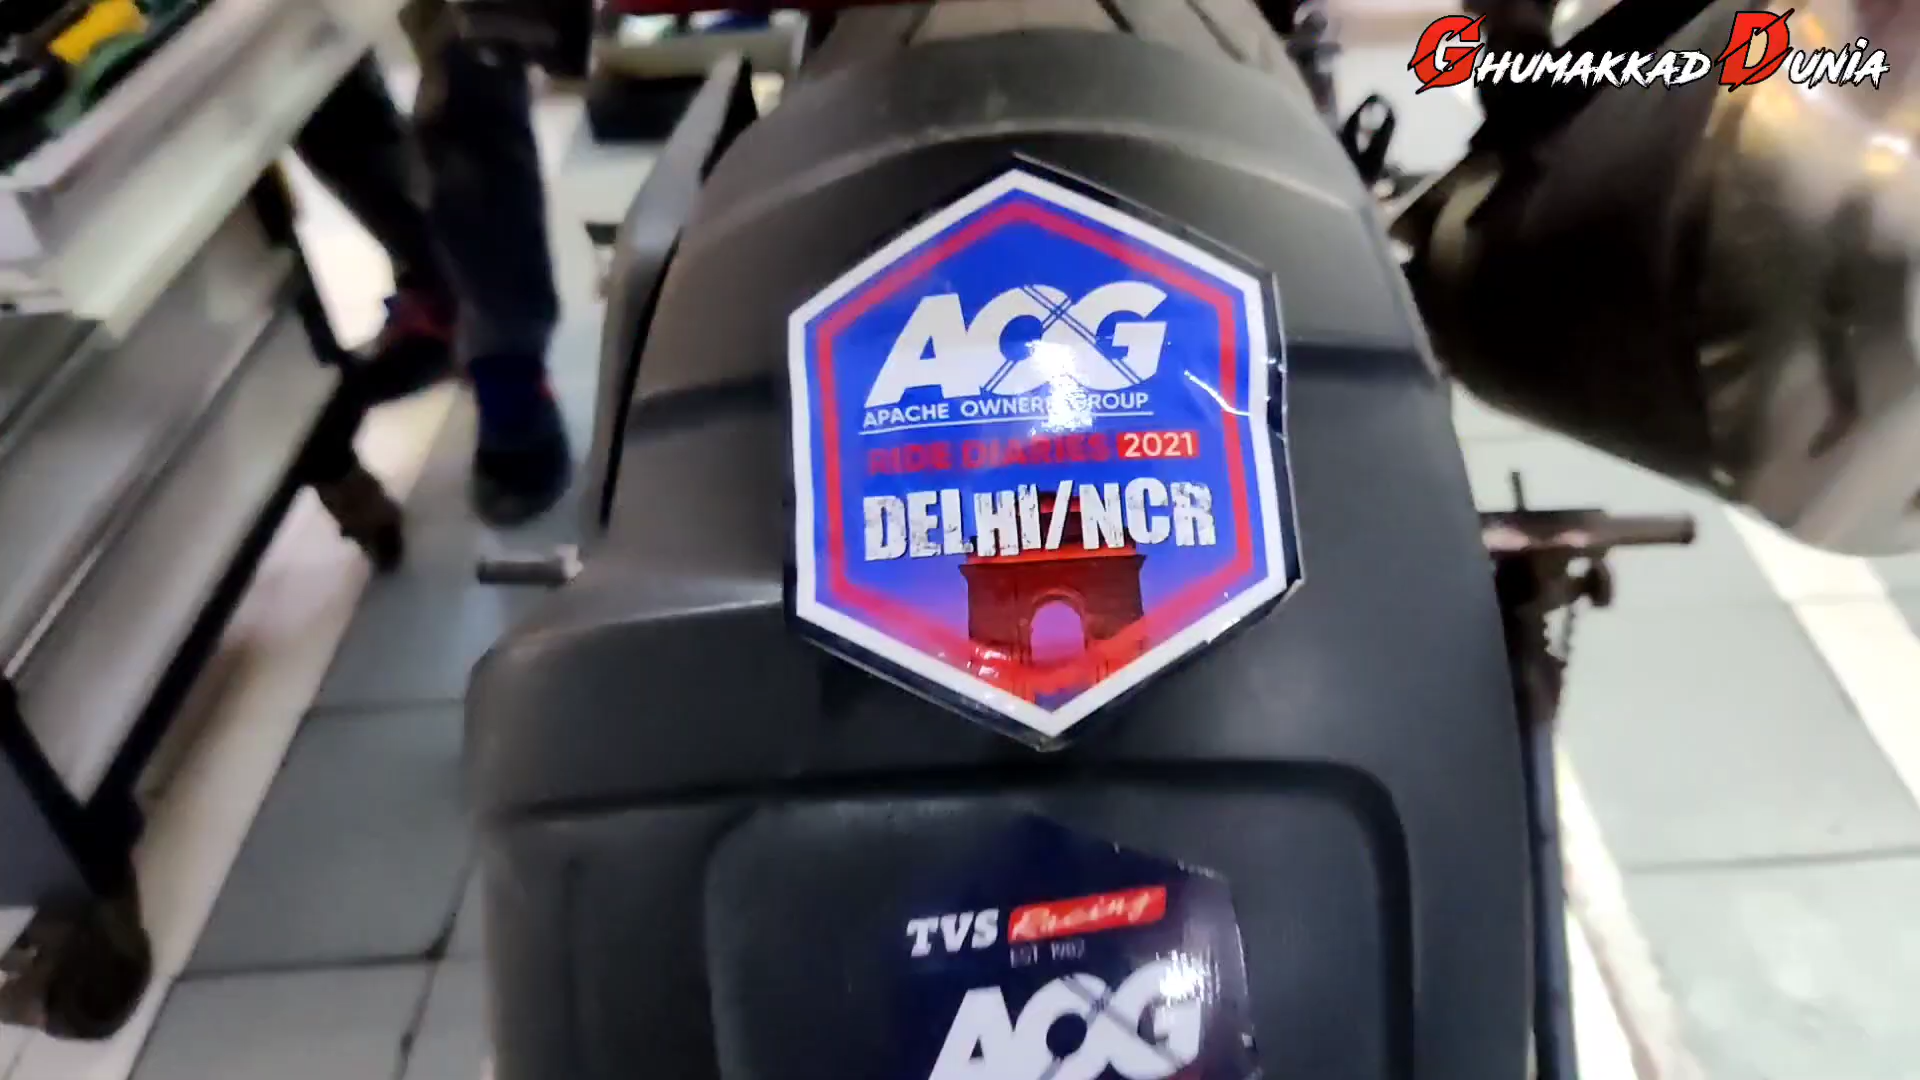 GHUMAKKAD DUNIA
AOG
APACHE OWNERS GROUP
RIDE DIARIES 2021
DELHI/NCR
TVS Racing
EST 1982
AOG